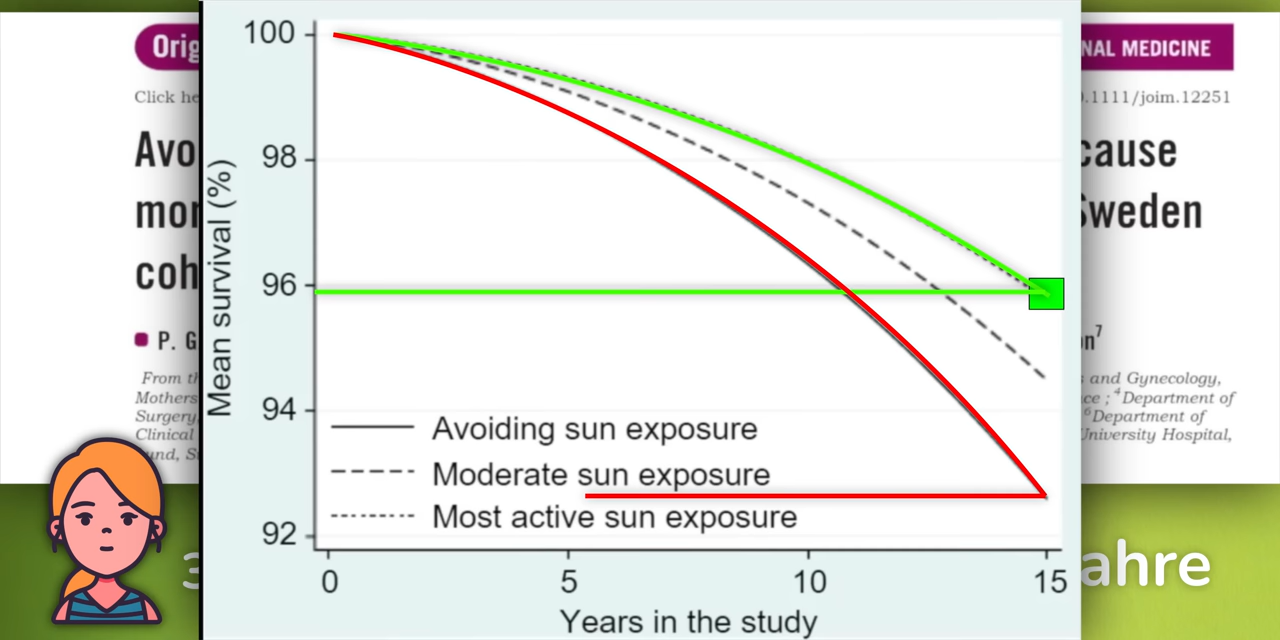 Orig
NAL MEDICINE
Click he
.1111/joim.12251
Avo
cause
mor
Sweden
coh
P. G
on7
From th
s and Gynecology,
Mothers
ce ; 4Department of
Surgery,
6Department of
Clinical
University Hospital,
und, S
ahre
100
98
96
94
92
Mean survival (%)
Avoiding sun exposure
Moderate sun exposure
Most active sun exposure
0 5 10 15
Years in the study